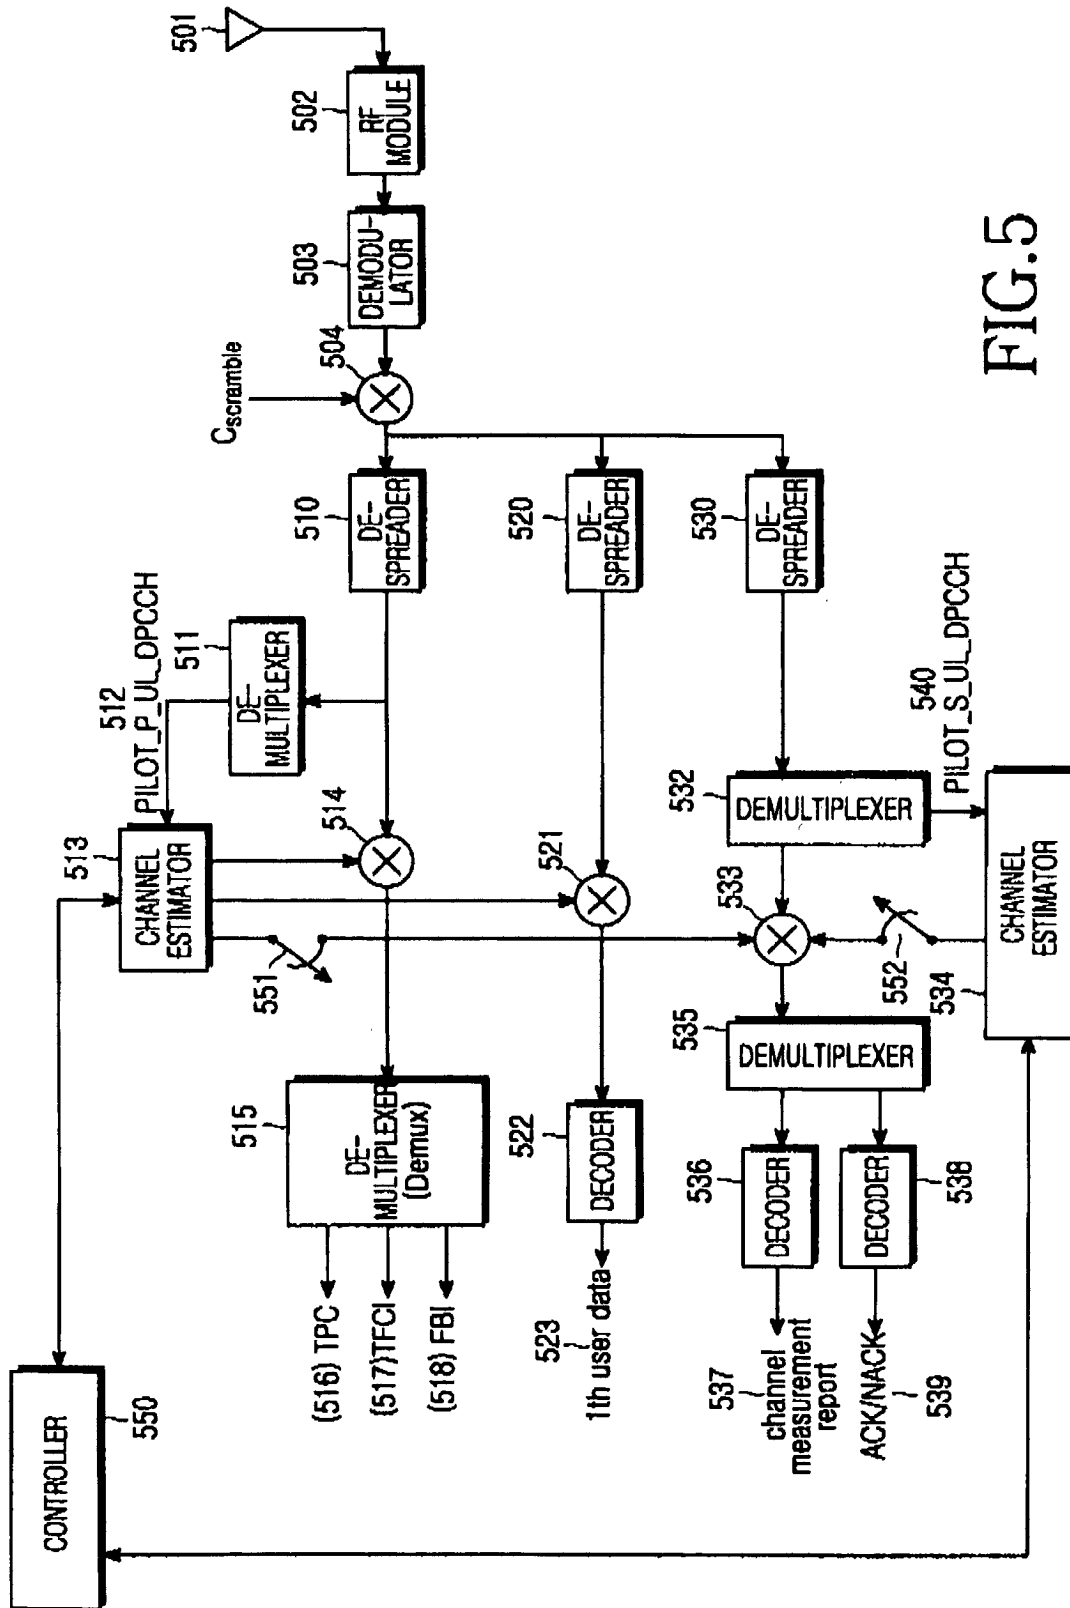 CONTROLLER
550
513
CHANNEL
ESTIMATOR
512
PILOT_P_UL_DPCCH
511
DE-
MULTIPLEXER
510
DE-
SPREADER
Cscramble
504
503
DEMODU-
LATOR
502
RF
MODULE
501
551
514
515
DE-
MULTIPLEXER
(Demux)
(516) TPC
(517)TFCI
(518) FBI
520
DE-
SPREADER
521
522
DECODER
523
1th user data
530
DE-
SPREADER
532
DEMULTIPLEXER
533
535
DEMULTIPLEXER
536
DECODER
537
channel
measurement
report
538
DECODER
ACK/NACK
539
540
PILOT_S_UL_DPCCH
552
534
CHANNEL
ESTIMATOR
FIG.5